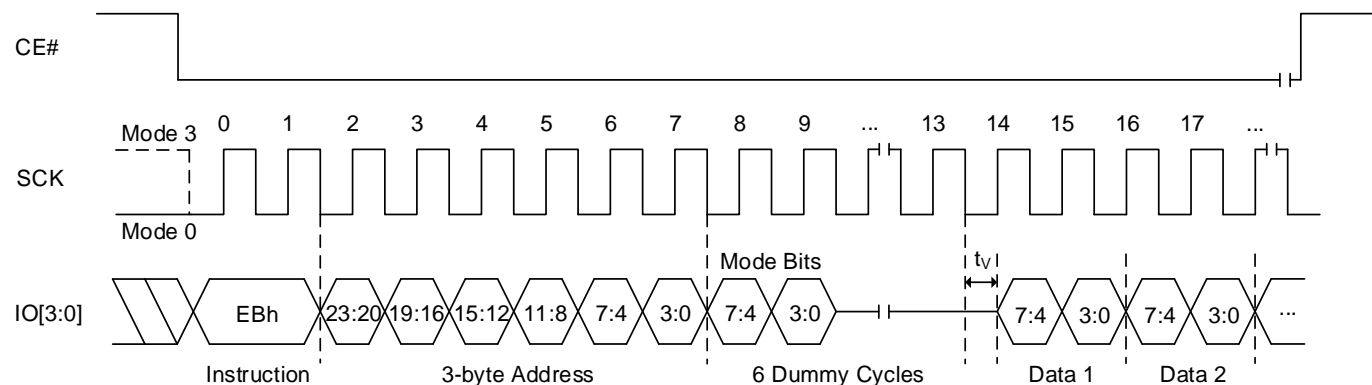 CE#
0 1 2 3 4 5 6 7 8 9 ... 13 14 15 16 17 ...
Mode 3
SCK
Mode 0
Mode Bits tV
IO[3:0] EBh 23:20 19:16 15:12 11:8 7:4 3:0 7:4 3:0 7:4 3:0 7:4 3:0 ...
Instruction 3-byte Address 6 Dummy Cycles Data 1 Data 2